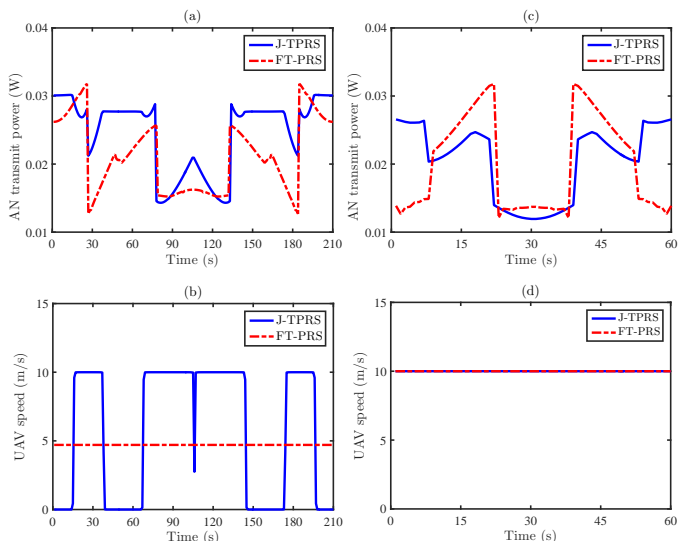 (a)
0.04
0.03
0.02
0.01
AN transmit power (W)
J-TPRS
FT-PRS
0 30 60 90 120 150 180 210
Time (s)
(c)
0.04
0.03
0.02
0.01
AN transmit power (W)
J-TPRS
FT-PRS
0 15 30 45 60
Time (s)
(b)
15
10
5
0
UAV speed (m/s)
J-TPRS
FT-PRS
0 30 60 90 120 150 180 210
Time (s)
(d)
15
10
5
0
UAV speed (m/s)
J-TPRS
FT-PRS
0 15 30 45 60
Time (s)